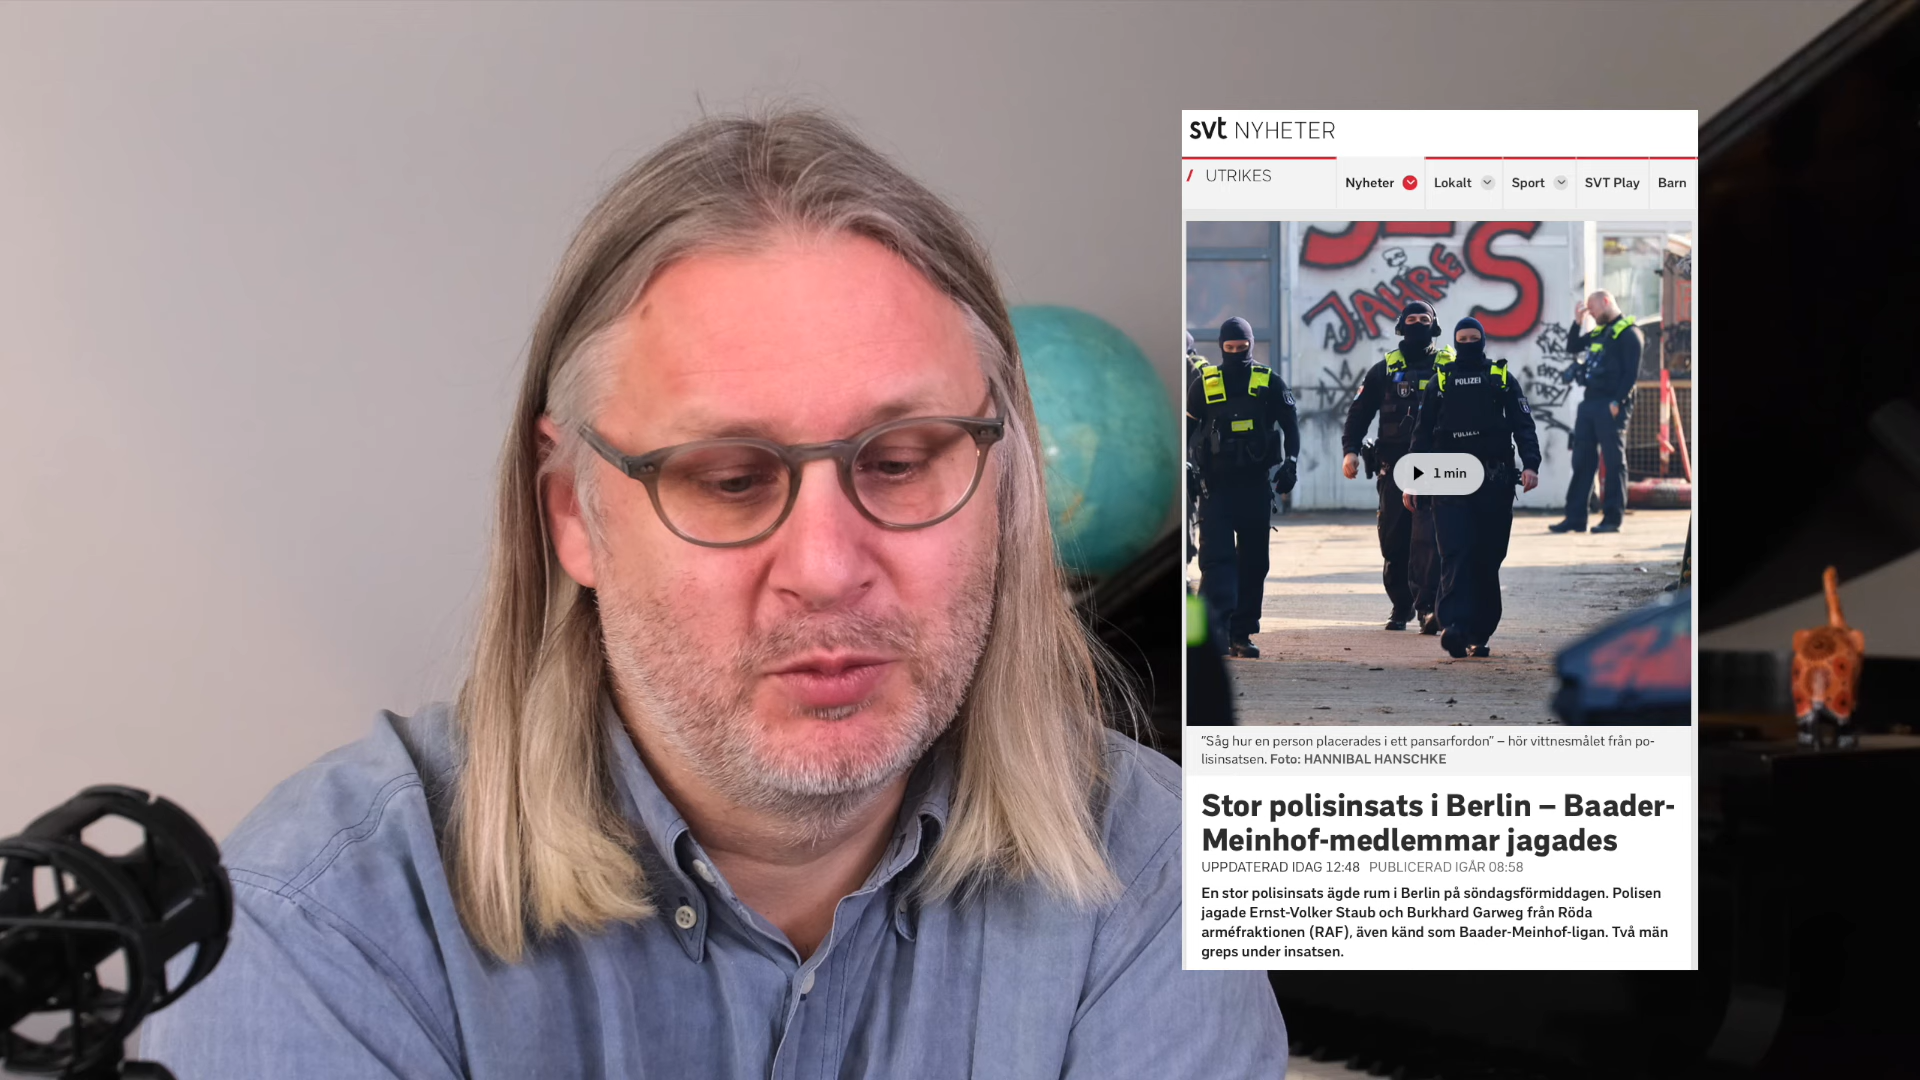 svt NYHETER
/ UTRIKES
Nyheter
Lokalt
Sport
SVT Play
Barn
JAHRE
S
POLIZEI
POLIZEI
1 min
"Såg hur en person placerades i ett pansarfordon" – hör vittnesmålet från po-
lisinsatsen. Foto: HANNIBAL HANSCHKE
Stor polisinsats i Berlin – Baader-
Meinhof-medlemmar jagades
UPPDATERAD IDAG 12:48 PUBLICERAD IGÅR 08:58
En stor polisinsats ägde rum i Berlin på söndagsförmiddagen. Polisen
jagade Ernst-Volker Staub och Burkhard Garweg från Röda
arméfraktionen (RAF), även känd som Baader-Meinhof-ligan. Två män
greps under insatsen.